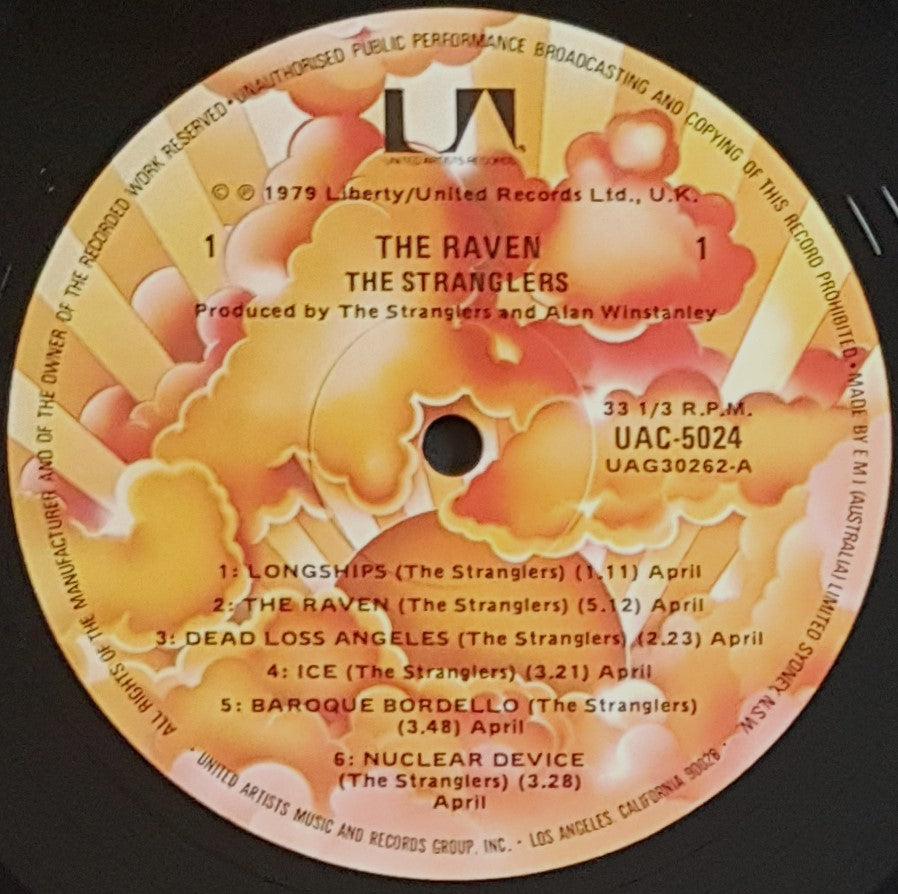 UA
UNITED ARTISTS RECORDS
© ℗ 1979 Liberty/United Records Ltd., U.K.
1 THE RAVEN 1
THE STRANGLERS
Produced by The Stranglers and Alan Winstanley
33 1/3 R.P.M.
UAC-5024
UAG30262-A
1: LONGSHIPS (The Stranglers) (1.11) April
2: THE RAVEN (The Stranglers) (5.12) April
3: DEAD LOSS ANGELES (The Stranglers) (2.23) April
4: ICE (The Stranglers) (3.21) April
5: BAROQUE BORDELLO (The Stranglers)
(3.48) April
6: NUCLEAR DEVICE
(The Stranglers) (3.28)
April
ALL RIGHTS OF THE MANUFACTURER AND OF THE OWNER OF THE RECORDED WORK RESERVED • UNAUTHORISED PUBLIC PERFORMANCE BROADCASTING AND COPYING OF THIS RECORD PROHIBITED • MADE BY E M I (AUSTRALIA) LIMITED SYDNEY N.S.W.
UNITED ARTISTS MUSIC AND RECORDS GROUP, INC. • LOS ANGELES, CALIFORNIA 90028 •